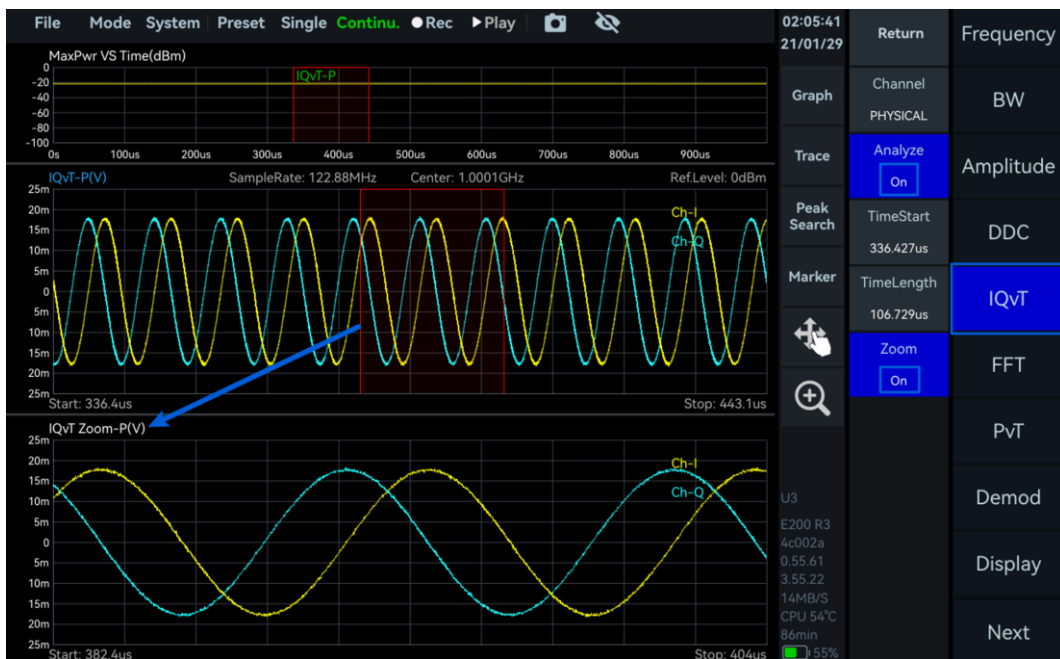 File Mode System Preset Single Continu. Rec Play
02:05:41
21/01/29
MaxPwr VS Time(dBm)
IQvT-P
0
-20
-40
-60
-80
-100
0s 100us 200us 300us 400us 500us 600us 700us 800us 900us
IQvT-P(V) SampleRate: 122.88MHz Center: 1.0001GHz Ref.Level: 0dBm
25m
20m
15m
10m
5m
0
5m
10m
15m
20m
25m
Ch-I
Ch-Q
Start: 336.4us Stop: 443.1us
IQvT Zoom-P(V)
25m
20m
15m
10m
5m
0
5m
10m
15m
20m
25m
Ch-I
Ch-Q
Start: 382.4us Stop: 404us
Graph
Trace
Peak
Search
Marker
U3
E200 R3
4c002a
0.55.61
3.55.22
14MB/S
CPU 54℃
86min
55%
Return
Channel
PHYSICAL
Analyze
On
TimeStart
336.427us
TimeLength
106.729us
Zoom
On
Frequency
BW
Amplitude
DDC
IQvT
FFT
PvT
Demod
Display
Next